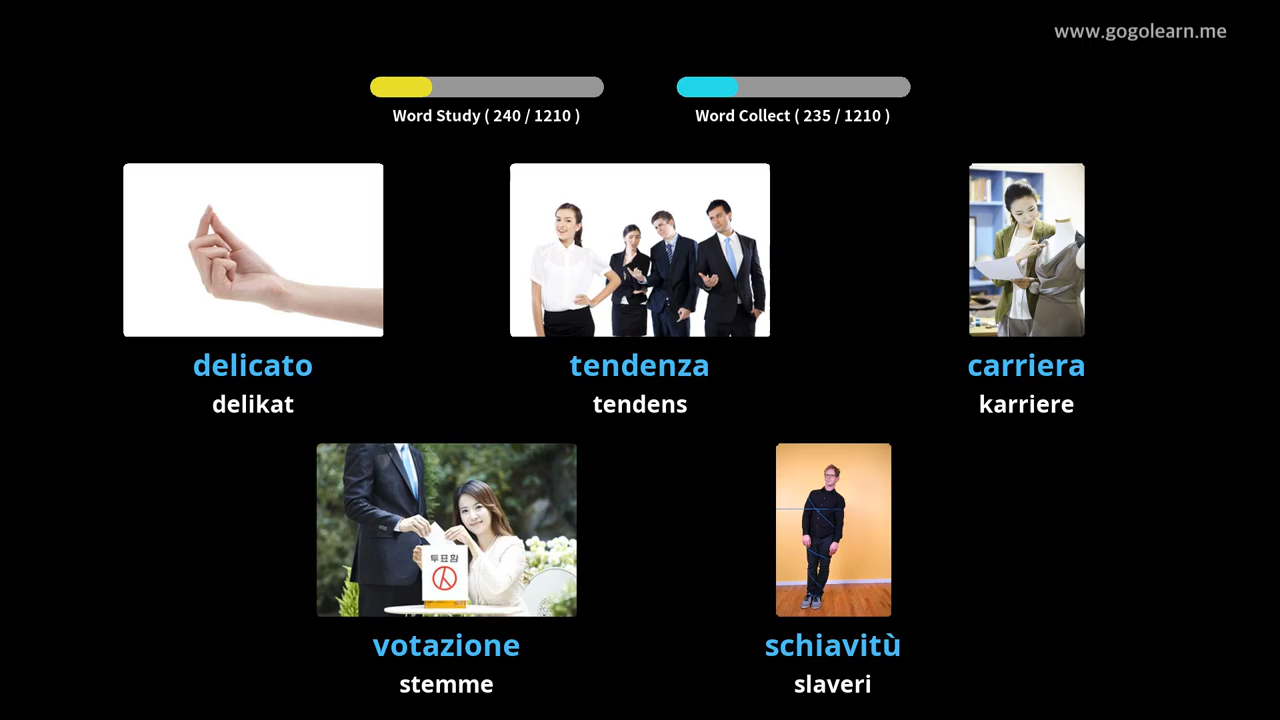 www.gogolearn.me
Word Study ( 240 / 1210 )
Word Collect ( 235 / 1210 )
delicato
delikat
tendenza
tendens
carriera
karriere
투표함
votazione
stemme
schiavitù
slaveri